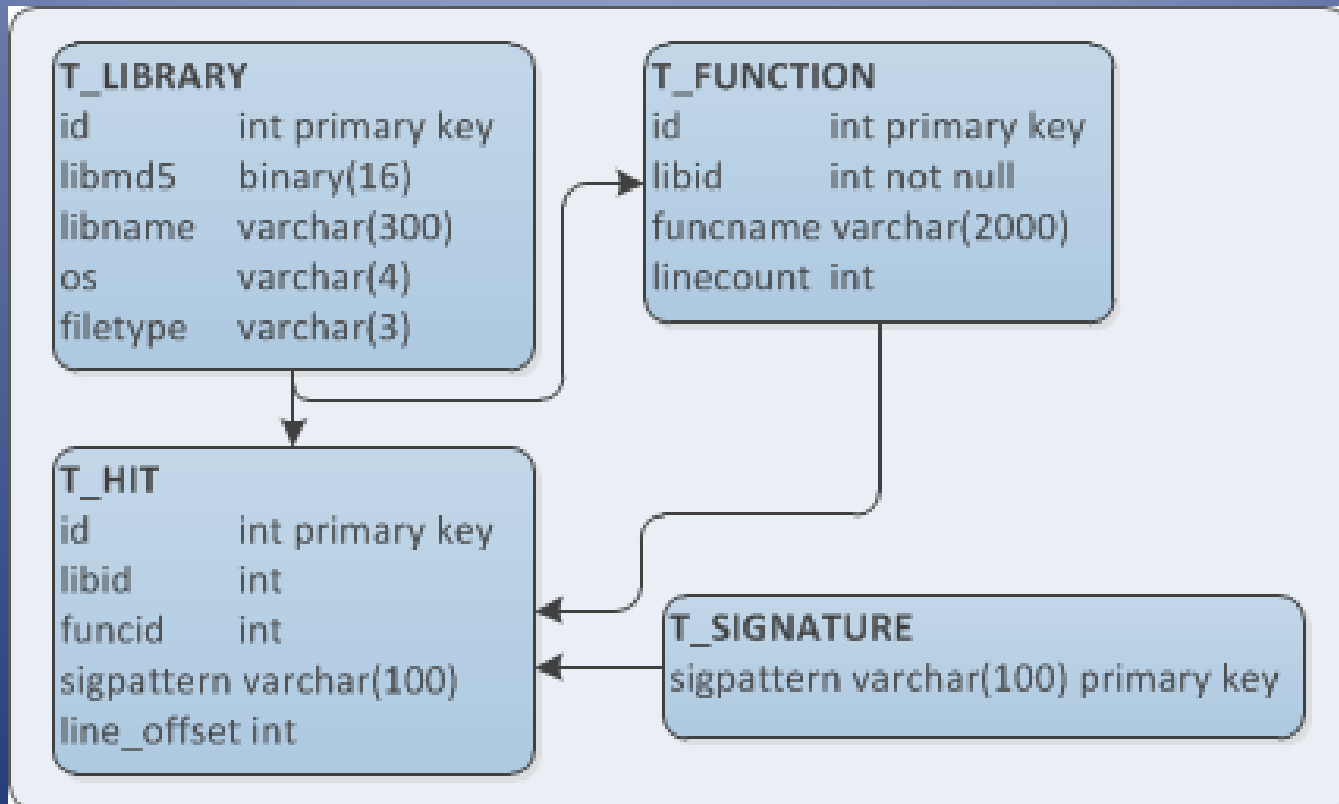 T_LIBRARY
id int primary key
libmd5 binary(16)
libname varchar(300)
os varchar(4)
filetype varchar(3)
T_FUNCTION
id int primary key
libid int not null
funcname varchar(2000)
linecount int
T_HIT
id int primary key
libid int
funcid int
sigpattern varchar(100)
line_offset int
T_SIGNATURE
sigpattern varchar(100) primary key